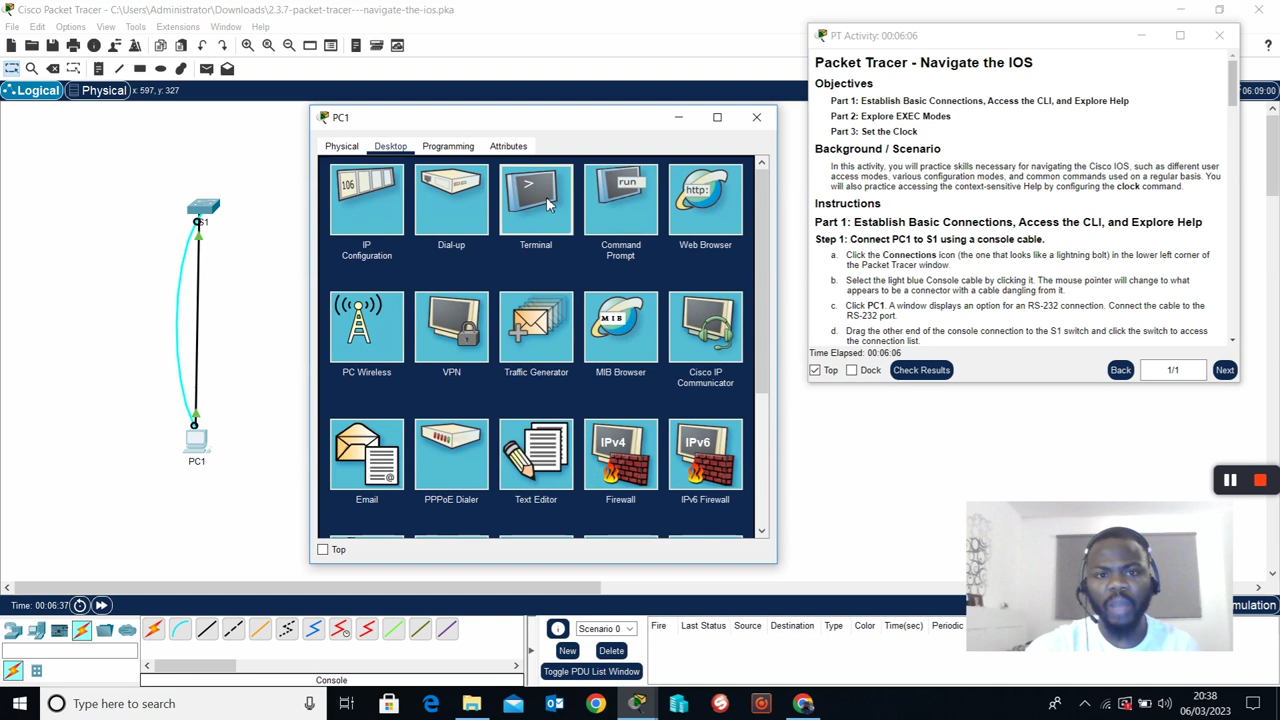 Cisco Packet Tracer - C:\Users\Administrator\Downloads\2.3.7-packet-tracer---navigate-the-ios.pka
File Edit Options View Tools Extensions Window Help
Logical Physical x: 597, y: 327
06:09:00
S1
PC1
PC1
Physical Desktop Programming Attributes
106
>
run
http:
IP Configuration
Dial-up
Terminal
Command Prompt
Web Browser
MIB
PC Wireless
VPN
Traffic Generator
MIB Browser
Cisco IP Communicator
@
IPv4
IPv6
Email
PPPoE Dialer
Text Editor
Firewall
IPv6 Firewall
Top
PT Activity: 00:06:06
Packet Tracer - Navigate the IOS
Objectives
Part 1: Establish Basic Connections, Access the CLI, and Explore Help
Part 2: Explore EXEC Modes
Part 3: Set the Clock
Background / Scenario
In this activity, you will practice skills necessary for navigating the Cisco IOS, such as different user
access modes, various configuration modes, and common commands used on a regular basis. You
will also practice accessing the context-sensitive Help by configuring the clock command.
Instructions
Part 1: Establish Basic Connections, Access the CLI, and Explore Help
Step 1: Connect PC1 to S1 using a console cable.
a. Click the Connections icon (the one that looks like a lightning bolt) in the lower left corner of
the Packet Tracer window.
b. Select the light blue Console cable by clicking it. The mouse pointer will change to what
appears to be a connector with a cable dangling from it.
c. Click PC1. A window displays an option for an RS-232 connection. Connect the cable to the
RS-232 port.
d. Drag the other end of the console connection to the S1 switch and click the switch to access
the connection list.
Time Elapsed: 00:06:06
Top Dock Check Results Back 1/1 Next
Time: 00:06:37
Simulation
Scenario 0
New Delete
Toggle PDU List Window
Fire Last Status Source Destination Type Color Time(sec) Periodic
Console
Type here to search
20:38
06/03/2023